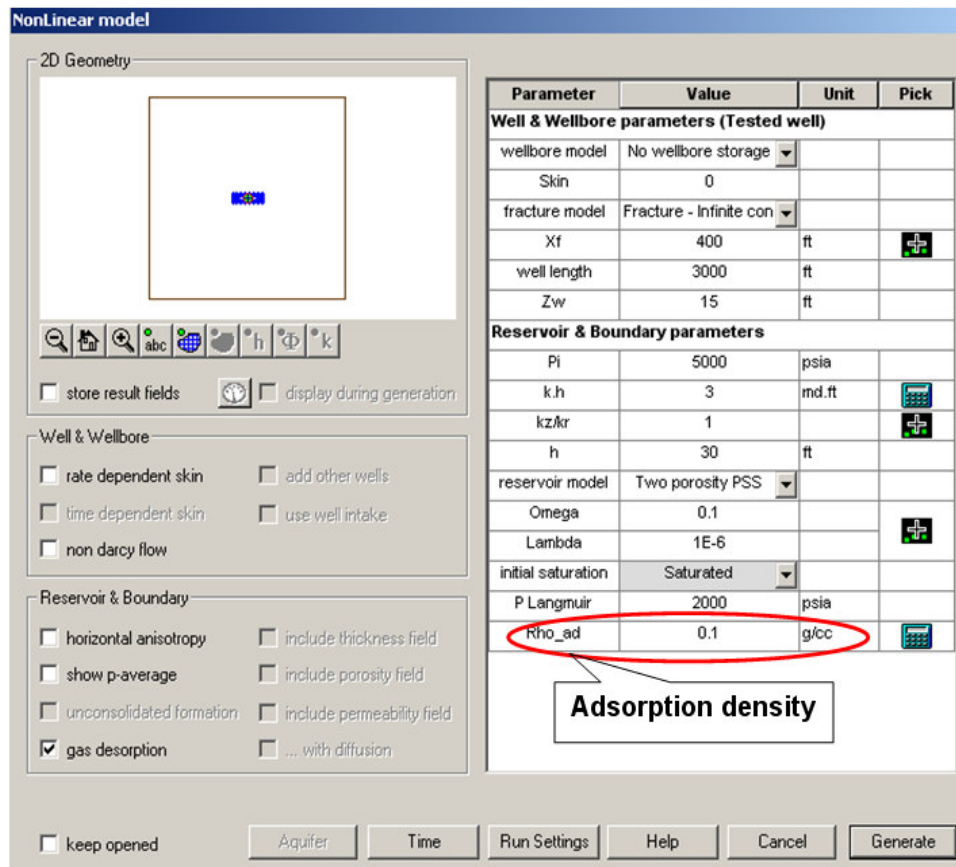 NonLinear model
2D Geometry
abc
h
Φ
k
store result fields
display during generation
Well & Wellbore
rate dependent skin
add other wells
time dependent skin
use well intake
non darcy flow
Reservoir & Boundary
horizontal anisotropy
include thickness field
show p-average
include porosity field
unconsolidated formation
include permeability field
gas desorption
... with diffusion
Parameter Value Unit Pick
Well & Wellbore parameters (Tested well)
wellbore model No wellbore storage
Skin 0
fracture model Fracture - Infinite con
Xf 400 ft
well length 3000 ft
Zw 15 ft
Reservoir & Boundary parameters
Pi 5000 psia
k.h 3 md.ft
kz/kr 1
h 30 ft
reservoir model Two porosity PSS
Omega 0.1
Lambda 1E-6
initial saturation Saturated
P Langmuir 2000 psia
Rho_ad 0.1 g/cc
Adsorption density
keep opened
Aquifer
Time
Run Settings
Help
Cancel
Generate